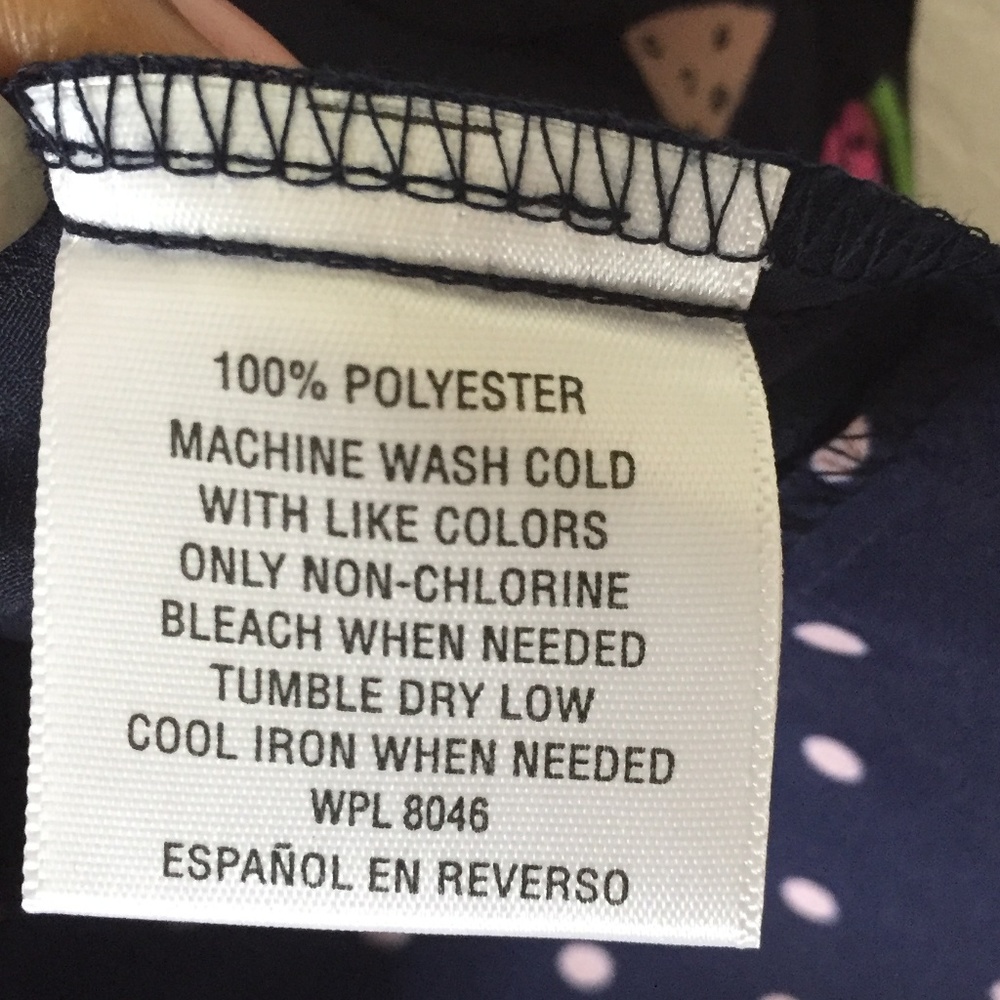 100% POLYESTER
MACHINE WASH COLD
WITH LIKE COLORS
ONLY NON-CHLORINE
BLEACH WHEN NEEDED
TUMBLE DRY LOW
COOL IRON WHEN NEEDED
WPL 8046
ESPAÑOL EN REVERSO